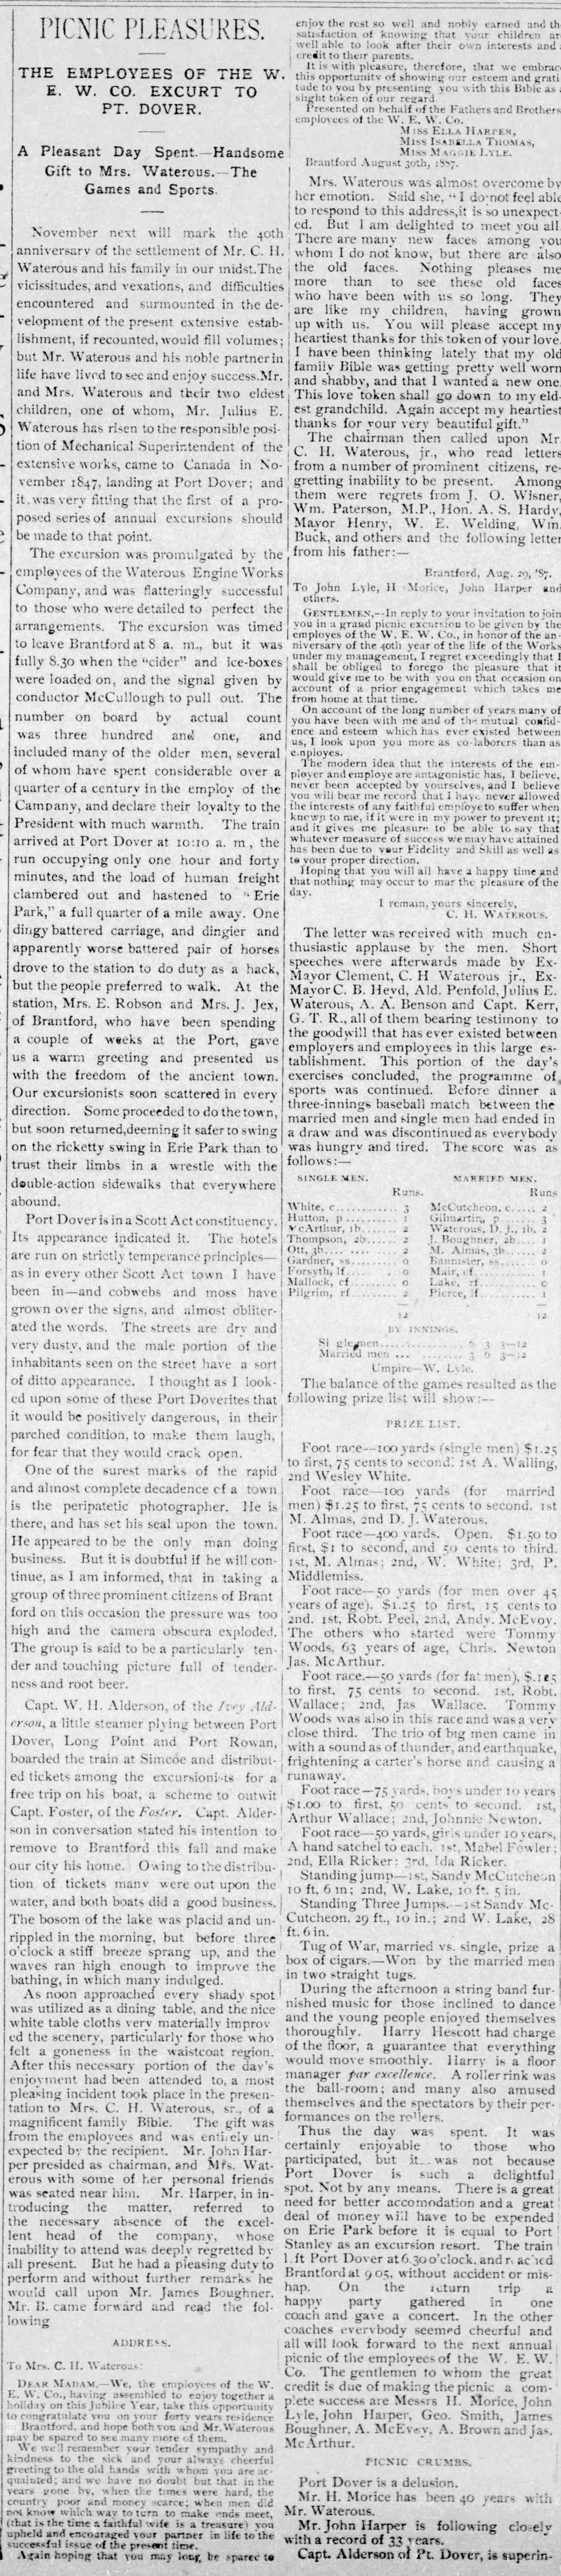 PICNIC PLEASURES.
THE EMPLOYEES OF THE W.
E. W. CO. EXCURT TO
PT. DOVER.
A Pleasant Day Spent.—Handsome
Gift to Mrs. Waterous.—The
Games and Sports.
November next will mark the 40th
anniversary of the settlement of Mr. C. H.
Waterous and his family in our midst.The
vicissitudes, and vexations, and difficulties
encountered and surmounted in the de-
velopment of the present extensive estab-
lishment, if recounted, would fill volumes;
but Mr. Waterous and his noble partner in
life have lived to see and enjoy success.Mr.
and Mrs. Waterous and their two eldest
children, one of whom, Mr. Julius E.
Waterous has risen to the responsible posi-
tion of Mechanical Superintendent of the
extensive works, came to Canada in No-
vember 1847, landing at Port Dover; and
it was very fitting that the first of a pro-
posed series of annual excursions should
be made to that point.
The excursion was promulgated by the
employees of the Waterous Engine Works
Company, and was flatteringly successful
to those who were detailed to perfect the
arrangements. The excursion was timed
to leave Brantford at 8 a. m., but it was
fully 8.30 when the "cider" and ice-boxes
were loaded on, and the signal given by
conductor McCullough to pull out. The
number on board by actual count
was three hundred and one, and
included many of the older men, several
of whom have spent considerable over a
quarter of a century in the employ of the
Campany, and declare their loyalty to the
President with much warmth. The train
arrived at Port Dover at 10:10 a. m , the
run occupying only one hour and forty
minutes, and the load of human freight
clambered out and hastened to "Erie
Park," a full quarter of a mile away. One
dingy battered carriage, and dingier and
apparently worse battered pair of horses
drove to the station to do duty as a hack,
but the people preferred to walk. At the
station, Mrs. E. Robson and Mrs. J. Jex,
of Brantford, who have been spending
a couple of weeks at the Port, gave
us a warm greeting and presented us
with the freedom of the ancient town.
Our excursionists soon scattered in every
direction. Some proceeded to do the town,
but soon returned,deeming it safer to swing
on the ricketty swing in Erie Park than to
trust their limbs in a wrestle with the
double-action sidewalks that everywhere
abound.
Port Dover is in a Scott Act constituency.
Its appearance indicated it. The hotels
are run on strictly temperance principles—
as in every other Scott Act town I have
been in—and cobwebs and moss have
grown over the signs, and almost obliter-
ated the words. The streets are dry and
very dusty, and the male portion of the
inhabitants seen on the street have a sort
of ditto appearance. I thought as I look-
ed upon some of these Port Doverites that
it would be positively dangerous, in their
parched condition, to make them laugh,
for fear that they would crack open.
One of the surest marks of the rapid
and almost complete decadence cf a town
is the peripatetic photographer. He is
there, and has set his seal upon the town.
He appeared to be the only man doing
business. But it is doubtful if he will con-
tinue, as I am informed, that in taking a
group of three prominent citizens of Brant
ford on this occasion the pressure was too
high and the camera obscura exploded.
The group is said to be a particularly ten-
der and touching picture full of tender-
ness and root beer.
Capt. W. H. Alderson, of the Ivey Ald-
erson, a little steamer plying between Port
Dover, Long Point and Port Rowan,
boarded the train at Simcoe and distribut-
ed tickets among the excursionists for a
free trip on his boat, a scheme to outwit
Capt. Foster, of the Foster. Capt. Alder-
son in conversation stated his intention to
remove to Brantford this fall and make
our city his home. Owing to the distribu-
tion of tickets many were out upon the
water, and both boats did a good business.
The bosom of the lake was placid and un-
rippled in the morning, but before three
o'clock a stiff breeze sprang up, and the
waves ran high enough to improve the
bathing, in which many indulged.
As noon approached every shady spot
was utilized as a dining table, and the nice
white table cloths very materially improv
ed the scenery, particularly for those who
felt a goneness in the waistcoat region.
After this necessary portion of the day's
enjoyment had been attended to, a most
pleasing incident took place in the presen-
tation to Mrs. C. H. Waterous, sr., of a
magnificent family Bible. The gift was
from the employees and was entirely un-
expected by the recipient. Mr. John Har-
per presided as chairman, and Mrs. Wat-
erous with some of her personal friends
was seated near him. Mr. Harper, in in-
troducing the matter, referred to
the necessary absence of the excel-
lent head of the company, whose
inability to attend was deeply regretted by
all present. But he had a pleasing duty to
perform and without further remarks he
would call upon Mr. James Boughner.
Mr. B. came forward and read the fol-
lowing
ADDRESS.
To Mrs. C. H. Waterous:
DEAR MADAM.—We, the employees of the W.
E. W. Co., having assembled to enjoy together a
holiday on this Jubilee Year, take this opportunity
to congratulate you on your forty years residence
Brantford, and hope both you and Mr.Waterous
may be spared to see many more of them.
We well remember your tender sympathy and
kindness to the sick and your always cheerful
greeting to the old hands with whom you are ac-
quainted; and we have no doubt but that in the
years gone by, when the times were hard, the
country poor and money scarce; when men did
not know which way to turn to make ends meet,
(that is the time a faithful wife is a treasure) you
upheld and encouraged your partner in life to the
successful issue of the present time.
Again hoping that you may long be spared to
enjoy the rest so well and nobly earned and th
satisfaction of knowing that your children ar
well able to look after their own interests and
credit to their parents.
It is with pleasure, therefore, that we embrac
this opportunity of showing our esteem and grati
tude to you by presenting you with this Bible as
slight token of our regard
Presented on behalf of the Fathers and Brothers
employees of the W. E. W. Co.
MISS ELLA HARPER,
MISS ISABELLA THOMAS,
MISS MAGGIE LYLE.
Brantford August 30th, 1887.
Mrs. Waterous was almost overcome by
her emotion. Said she, "I do not feel able
to respond to this address,it is so unexpect-
ed. But I am delighted to meet you all
There are many new faces among you
whom I do not know, but there are also
the old faces. Nothing pleases me
more than to see these old faces
who have been with us so long. They
are like my children, having grown
up with us. You will please accept my
heartiest thanks for this token of your love.
I have been thinking lately that my old
family Bible was getting pretty well worn
and shabby, and that I wanted a new one
This love token shall go down to my eld-
est grandchild. Again accept my heartiest
thanks for your very beautiful gift."
The chairman then called upon Mr
C. H. Waterous, jr., who read letters
from a number of prominent citizens, re-
gretting inability to be present. Among
them were regrets from J. O. Wisner,
Wm. Paterson, M.P., Hon. A. S. Hardy,
Mayor Henry, W. E. Welding, Wm.
Buck, and others and the following letter
from his father:—
Brantford, Aug. 29, '87.
To John Lyle, H Morice, John Harper and
others.
GENTLEMEN,--In reply to your invitation to join
you in a grand picnic excursion to be given by the
employes of the W. E. W. Co., in honor of the an-
niversary of the 40th year of the life of the Works
under my management, I regret exceedingly that I
shall be obliged to forego the pleasure that it
would give me to be with you on that occasion on
account of a prior engagement which takes me
from home at that time.
On account of the long number of years many of
you have been with me and of the mutual confid-
ence and esteem which has ever existed between
us, I look upon you more as co-laborers than as
employes.
The modern idea that the interests of the em-
ployer and employe are antagonistic has, I believe,
never been accepted by yourselves, and I believe
you will bear me record that I have never allowed
the interests of any faithful employe to suffer when
known to me, if it were in my power to prevent it;
and it gives me pleasure to be able to say that
whatever measure of success we may have attained
has been due to your Fidelity and Skill as well as
to your proper direction.
Hoping that you will all have a happy time and
that nothing may occur to mar the pleasure of the
day.
I remain, yours sincerely,
C. H. WATEROUS.
The letter was received with much en-
thusiastic applause by the men. Short
speeches were afterwards made by Ex-
Mayor Clement, C. H Waterous jr., Ex-
Mayor C. B. Heyd, Ald. Penfold, Julius E.
Waterous, A. A. Benson and Capt. Kerr,
G. T. R., all of them bearing testimony to
the goodwill that has ever existed between
employers and employees in this large es-
tablishment. This portion of the day's
exercises concluded, the programme of
sports was continued. Before dinner a
three-innings baseball match between the
married men and single men had ended in
a draw and was discontinued as everybody
was hungry and tired. The score was as
follows:—
SINGLE MEN. MARRIED MEN.
Runs. Runs
White, c........... 3 McCutcheon, c..... 2
Hutton, p .......... 1 Gilmartin, p ...... 3
McArthur, 1b....... 2 Waterous, D. J., 1b, 2
Thompson, 2b...... 2 J. Boughner, 2b.... 1
Ott, 3b.... ........ 2 M. Almas, 3b...... 2
Gardner, ss......... 0 Bannister, ss....... 0
Forsyth, lf......... 0 Mair, cf .......... 1
Mallock, cf ......... 0 Lake, rf .......... 0
Pilgrim, rf ........ 2 Pierce, lf......... 1
12 12
BY INNINGS.
Si gle men................ 6 3 3—12
Married men ... .......... 3 6 3—12
Umpire—W. Lyle.
The balance of the games resulted as the
following prize list will show:—
PRIZE LIST.
Foot race—100 yards (single men) $1.25
to first, 75 cents to second. 1st A. Walling,
2nd Wesley White.
Foot race—100 yards (for married
men) $1.25 to first, 75 cents to second. 1st
M. Almas, 2nd D. J. Waterous.
Foot race—400 yards. Open. $1.50 to
first, $1 to second, and 50 cents to third.
1st, M. Almas; 2nd, W. White; 3rd, P.
Middlemiss.
Foot race—50 yards (for men over 45
years of age). $1.25 to first, 15 cents to
2nd. 1st, Robt. Peel, 2nd, Andy. McEvoy.
The others who started were Tommy
Woods, 63 years of age, Chris. Newton
Jas. McArthur.
Foot race.—50 yards (for fat men), $.125
to first, 75 cents to second. 1st, Robt.
Wallace; 2nd, Jas Wallace. Tommy
Woods was also in this race and was a very
close third. The trio of big men came in
with a sound as of thunder, and earthquake,
frightening a carter's horse and causing a
runaway.
Foot race—75 yards, boys under 10 years
$1.00 to first, 50 cents to second. 1st,
Arthur Wallace; 2nd, Johnnie Newton.
Foot race—50 yards, girls under 10 years,
A hand satchel to each. 1st, Mabel Fowler;
2nd, Ella Ricker: 3rd, Ida Ricker.
Standing jump—1st, Sandy McCutcheon
10 ft, 6 in; 2nd, W. Lake, 10 ft. 5 in.
Standing Three Jumps.—1st Sandy Mc-
Cutcheon. 29 ft., 10 in.; 2nd W. Lake, 28
ft. 6 in.
Tug of War, married vs. single, prize a
box of cigars.—Won by the married men
in two straight tugs.
During the afternoon a string band fur-
nished music for those inclined to dance
and the young people enjoyed themselves
thoroughly. Harry Hescott had charge
of the floor, a guarantee that everything
would move smoothly. Harry is a floor
manager par excellence. A roller rink was
the ball-room; and many also amused
themselves and the spectators by their per-
formances on the rollers.
Thus the day was spent. It was
certainly enjoyable to those who
participated, but it was not because
Port Dover is such a delightful
spot. Not by any means. There is a great
need for better accomodation and a great
deal of money will have to be expended
on Erie Park before it is equal to Port
Stanley as an excursion resort. The train
l.ft Port Dover at 6.30 o'clock, and r ac ied
Brantford at 9 05, without accident or mis-
hap. On the return trip a
happy party gathered in one
coach and gave a concert. In the other
coaches everybody seemed cheerful and
all will look forward to the next annual
picnic of the employees of the W. E. W.
Co. The gentlemen to whom the great
credit is due of making the picnic a com-
plete success are Messrs H. Morice, John
Lyle, John Harper, Geo. Smith, James
Boughner, A. McEvoy, A. Brown and Jas.
McArthur.
PICNIC CRUMBS.
Port Dover is a delusion.
Mr. H. Morice has been 40 years with
Mr. Waterous.
Mr. John Harper is following closely
with a record of 33 years.
Capt. Alderson of Pt. Dover, is superin-